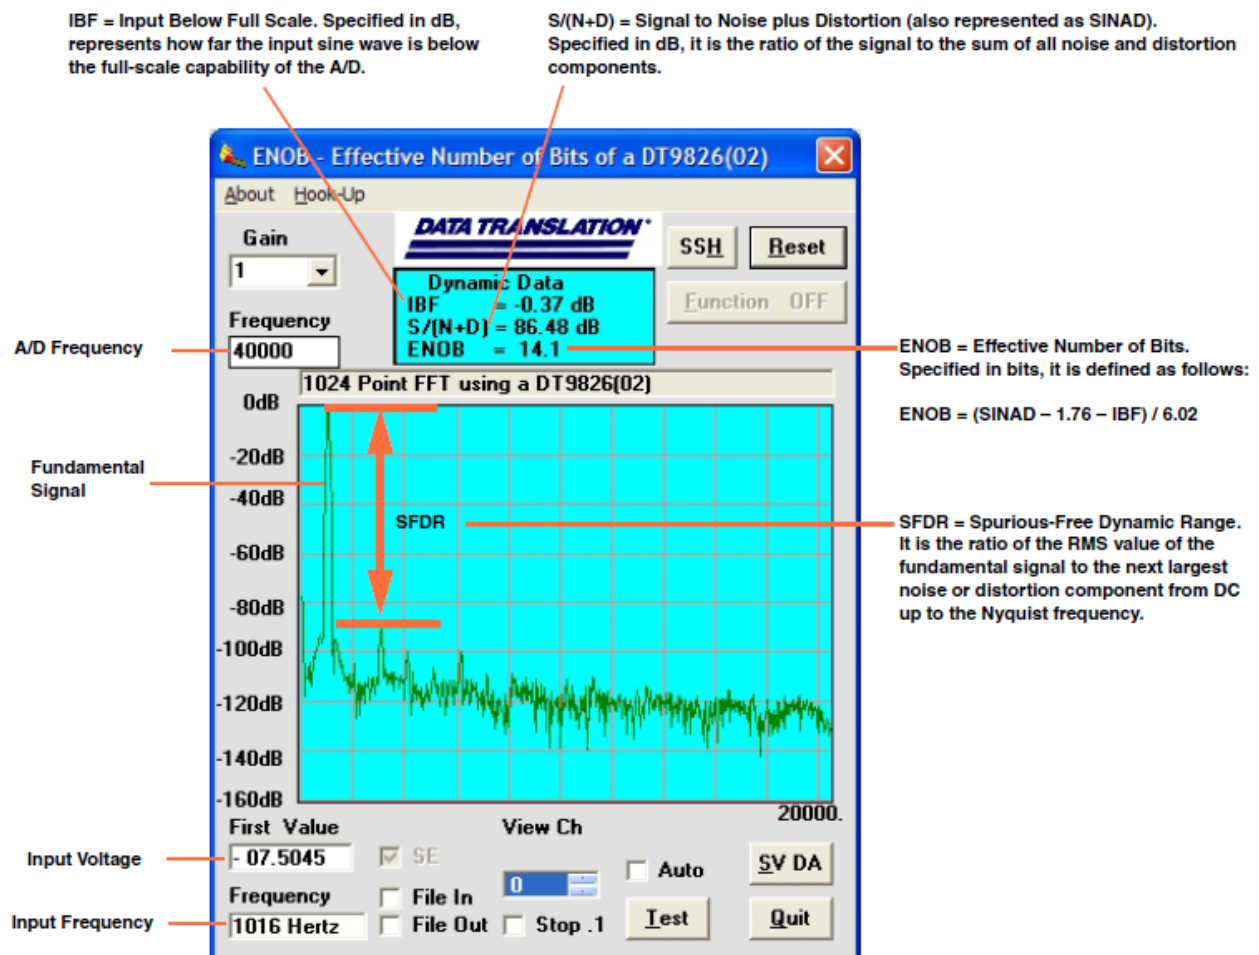 IBF = Input Below Full Scale. Specified in dB,
represents how far the input sine wave is below
the full-scale capability of the A/D.
S/(N+D) = Signal to Noise plus Distortion (also represented as SINAD).
Specified in dB, it is the ratio of the signal to the sum of all noise and distortion
components.
ENOB - Effective Number of Bits of a DT9826(02)
About Hook-Up
Gain
1
DATA TRANSLATION
SSH
Reset
Dynamic Data
IBF = -0.37 dB
S/(N+D) = 86.48 dB
ENOB = 14.1
Function OFF
Frequency
40000
A/D Frequency
ENOB = Effective Number of Bits.
Specified in bits, it is defined as follows:
ENOB = (SINAD – 1.76 – IBF) / 6.02
1024 Point FFT using a DT9826(02)
0dB
-20dB
-40dB
-60dB
-80dB
-100dB
-120dB
-140dB
-160dB
Fundamental
Signal
SFDR
SFDR = Spurious-Free Dynamic Range.
It is the ratio of the RMS value of the
fundamental signal to the next largest
noise or distortion component from DC
up to the Nyquist frequency.
20000.
First Value
- 07.5045
Input Voltage
SE
View Ch
0
Auto
SV DA
Frequency
1016 Hertz
Input Frequency
File In
File Out
Stop .1
Test
Quit